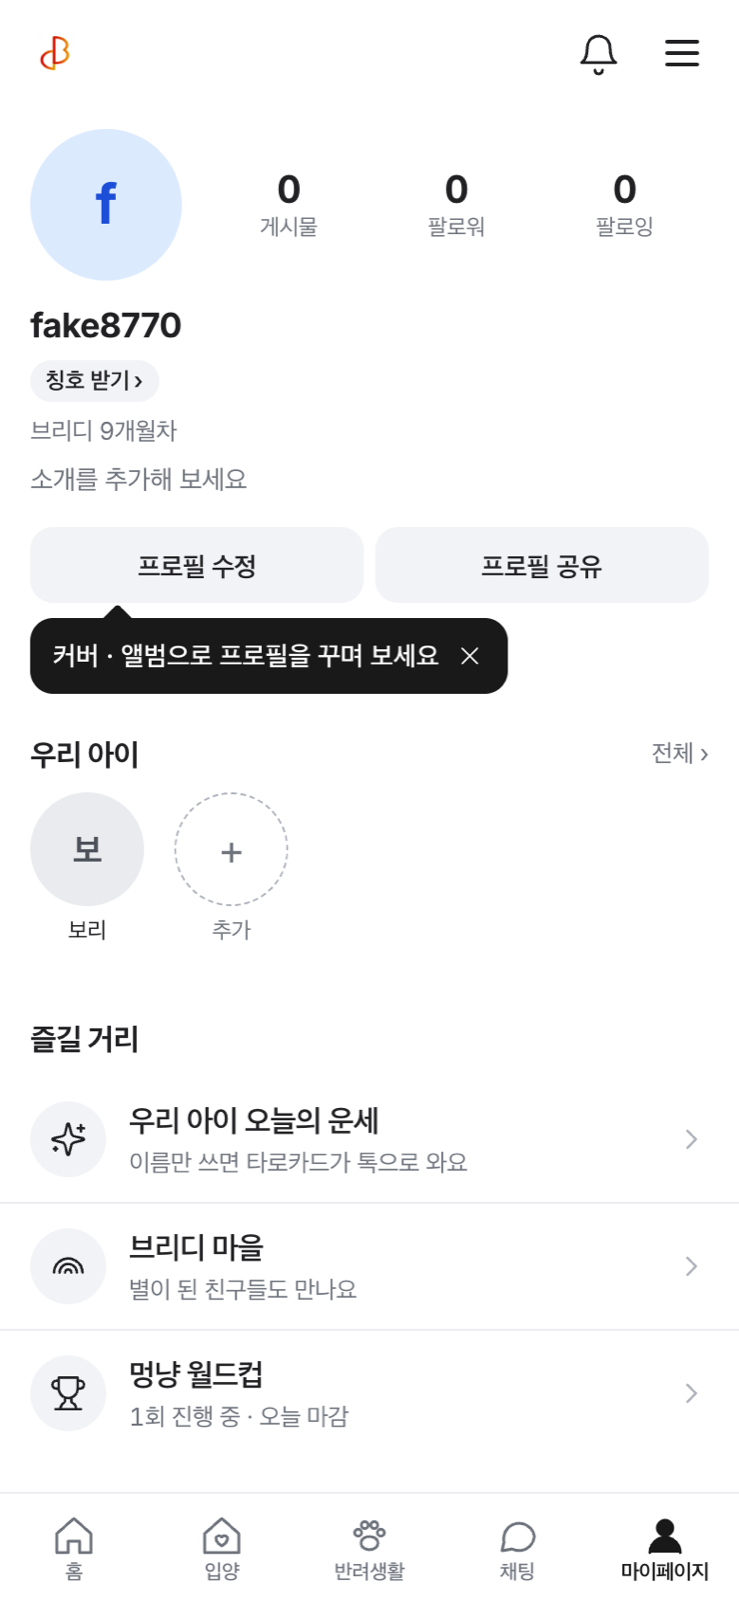 f
0
게시물
0
팔로워
0
팔로잉
fake8770
칭호 받기 ›
브리디 9개월차
소개를 추가해 보세요
프로필 수정
프로필 공유
커버 · 앨범으로 프로필을 꾸며 보세요
우리 아이
전체 ›
보
보리
+
추가
즐길 거리
우리 아이 오늘의 운세
이름만 쓰면 타로카드가 톡으로 와요
브리디 마을
별이 된 친구들도 만나요
멍냥 월드컵
1회 진행 중 · 오늘 마감
홈
입양
반려생활
채팅
마이페이지